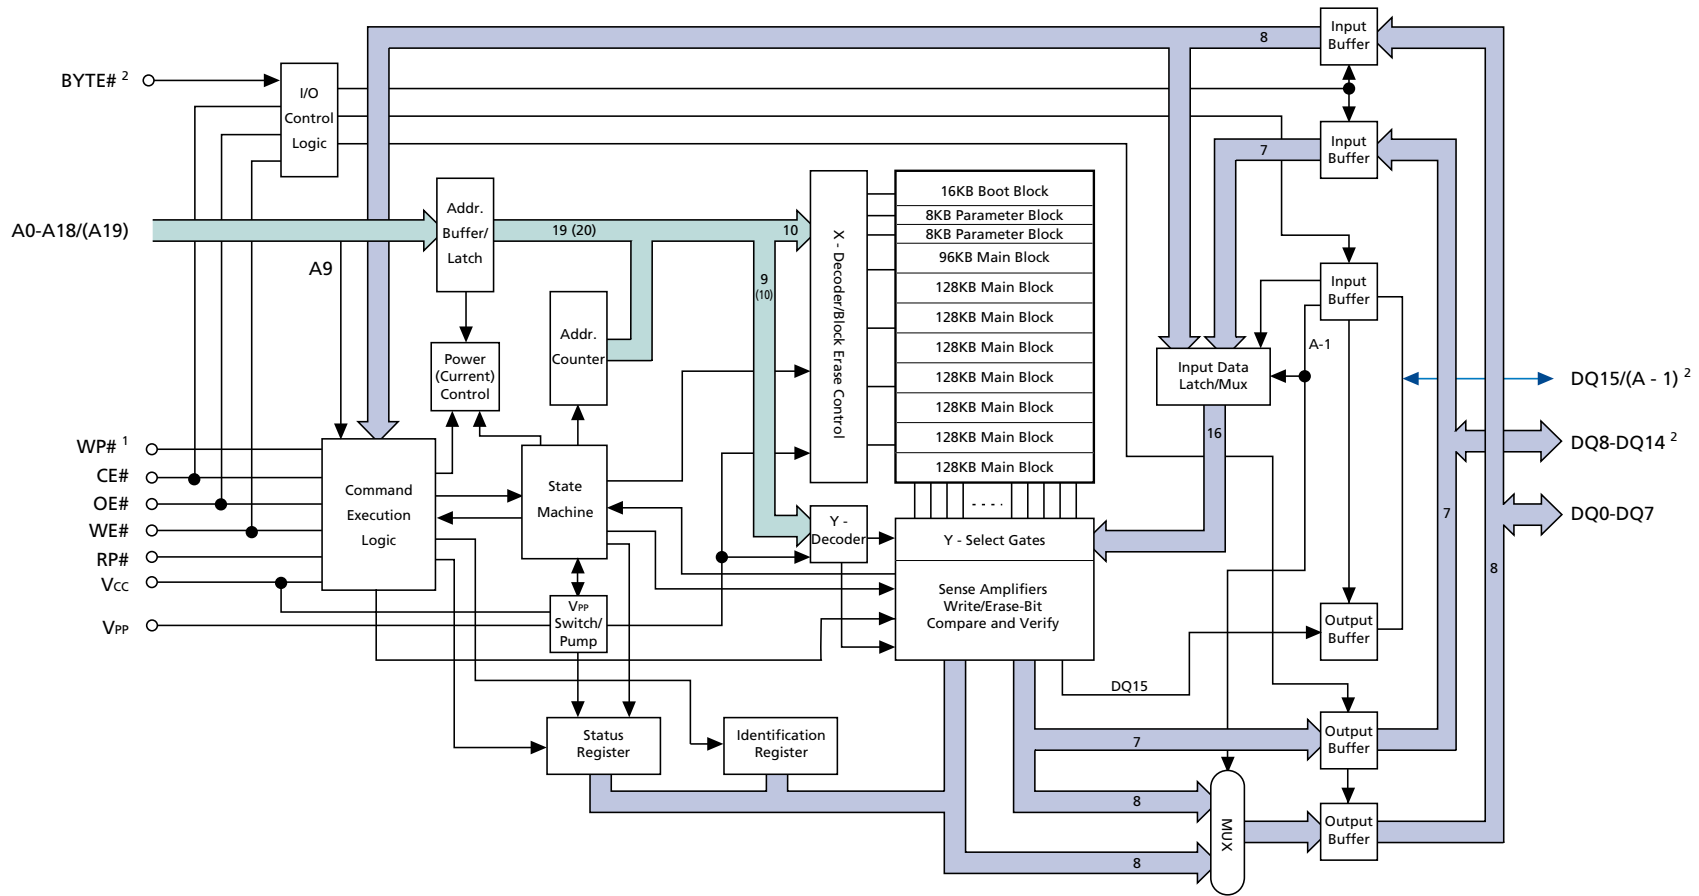 Input
Buffer
8
BYTE# 2
I/O
Control
Logic
Input
Buffer
7
A0-A18/(A19)
A9
Addr.
Buffer/
Latch
19 (20)
10
9
(10)
X - Decoder/Block Erase Control
16KB Boot Block
8KB Parameter Block
8KB Parameter Block
96KB Main Block
128KB Main Block
128KB Main Block
128KB Main Block
128KB Main Block
128KB Main Block
128KB Main Block
128KB Main Block
Input
Buffer
A-1
Addr.
Counter
Power
(Current)
Control
Input Data
Latch/Mux
16
DQ15/(A - 1) 2
DQ8-DQ14 2
DQ0-DQ7
7
8
WP# 1
CE#
OE#
WE#
RP#
VCC
VPP
Command
Execution
Logic
State
Machine
VPP
Switch/
Pump
Y -
Decoder
- - - -
Y - Select Gates
Sense Amplifiers
Write/Erase-Bit
Compare and Verify
Output
Buffer
DQ15
Status
Register
Identification
Register
7
Output
Buffer
8
MUX
Output
Buffer
8